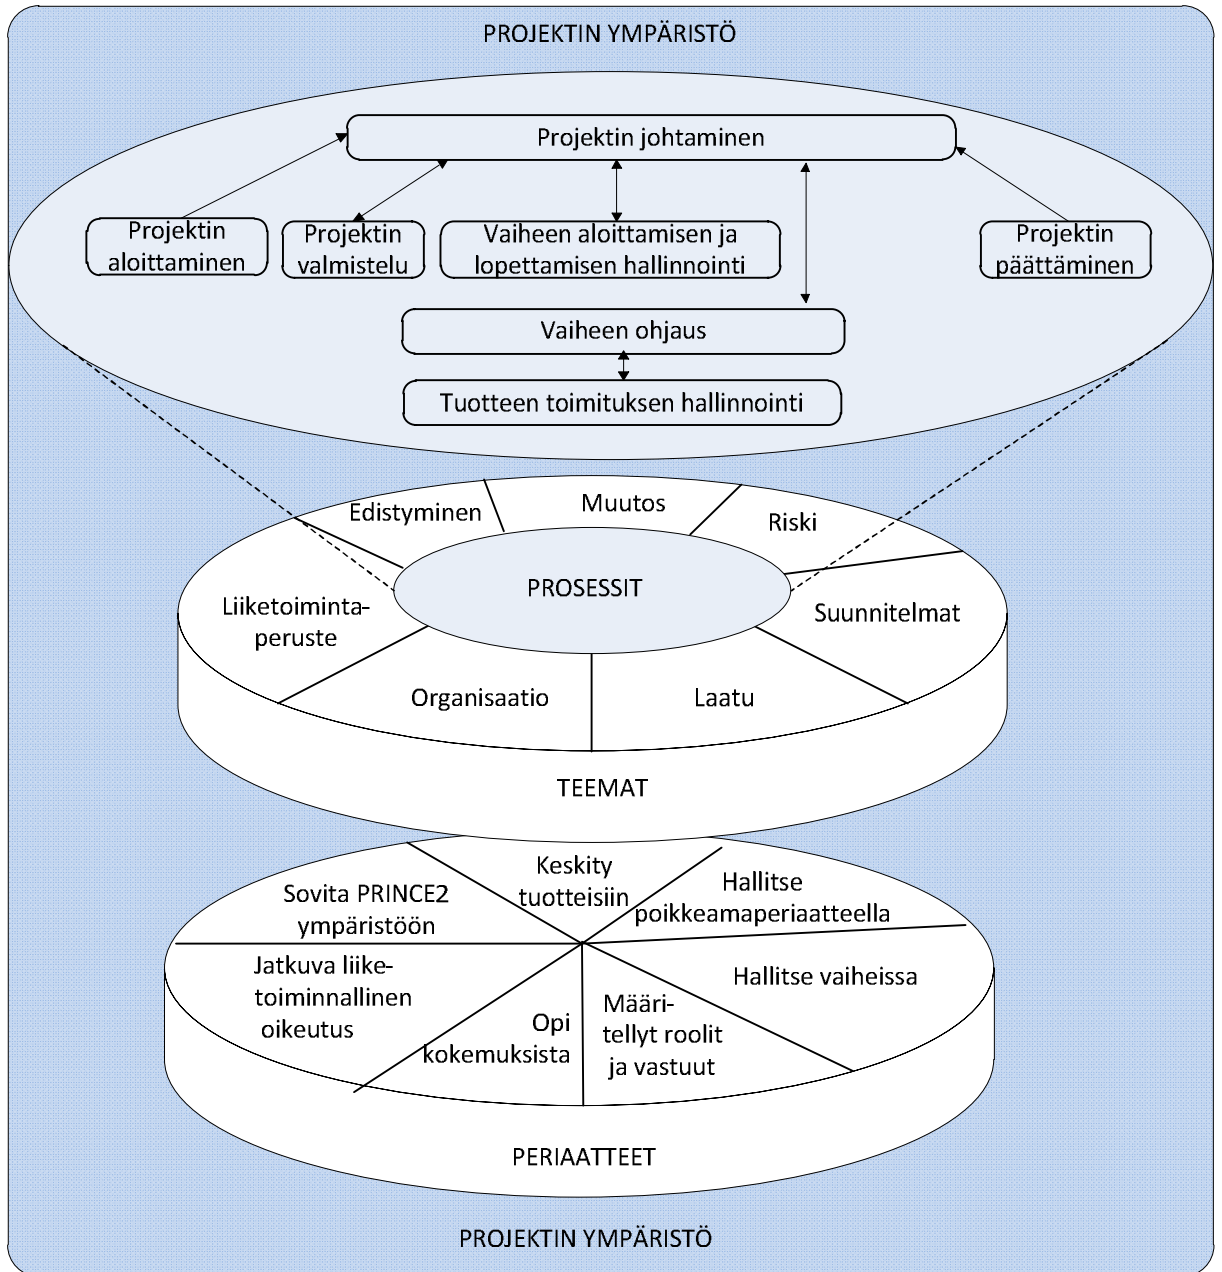 PROJEKTIN YMPÄRISTÖ
Projektin johtaminen
Projektin
aloittaminen
Projektin
valmistelu
Vaiheen aloittamisen ja
lopettamisen hallinnointi
Projektin
päättäminen
Vaiheen ohjaus
Tuotteen toimituksen hallinnointi
Edistyminen
Muutos
Riski
PROSESSIT
Liiketoiminta-
peruste
Suunnitelmat
Organisaatio
Laatu
TEEMAT
Keskity
tuotteisiin
Sovita PRINCE2
ympäristöön
Hallitse
poikkeamaperiaatteella
Jatkuva liike-
toiminnallinen
oikeutus
Hallitse vaiheissa
Opi
kokemuksista
Määri-
tellyt roolit
ja vastuut
PERIAATTEET
PROJEKTIN YMPÄRISTÖ